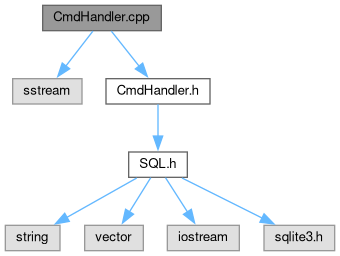 CmdHandler.cpp
sstream
CmdHandler.h
SQL.h
string
vector
iostream
sqlite3.h